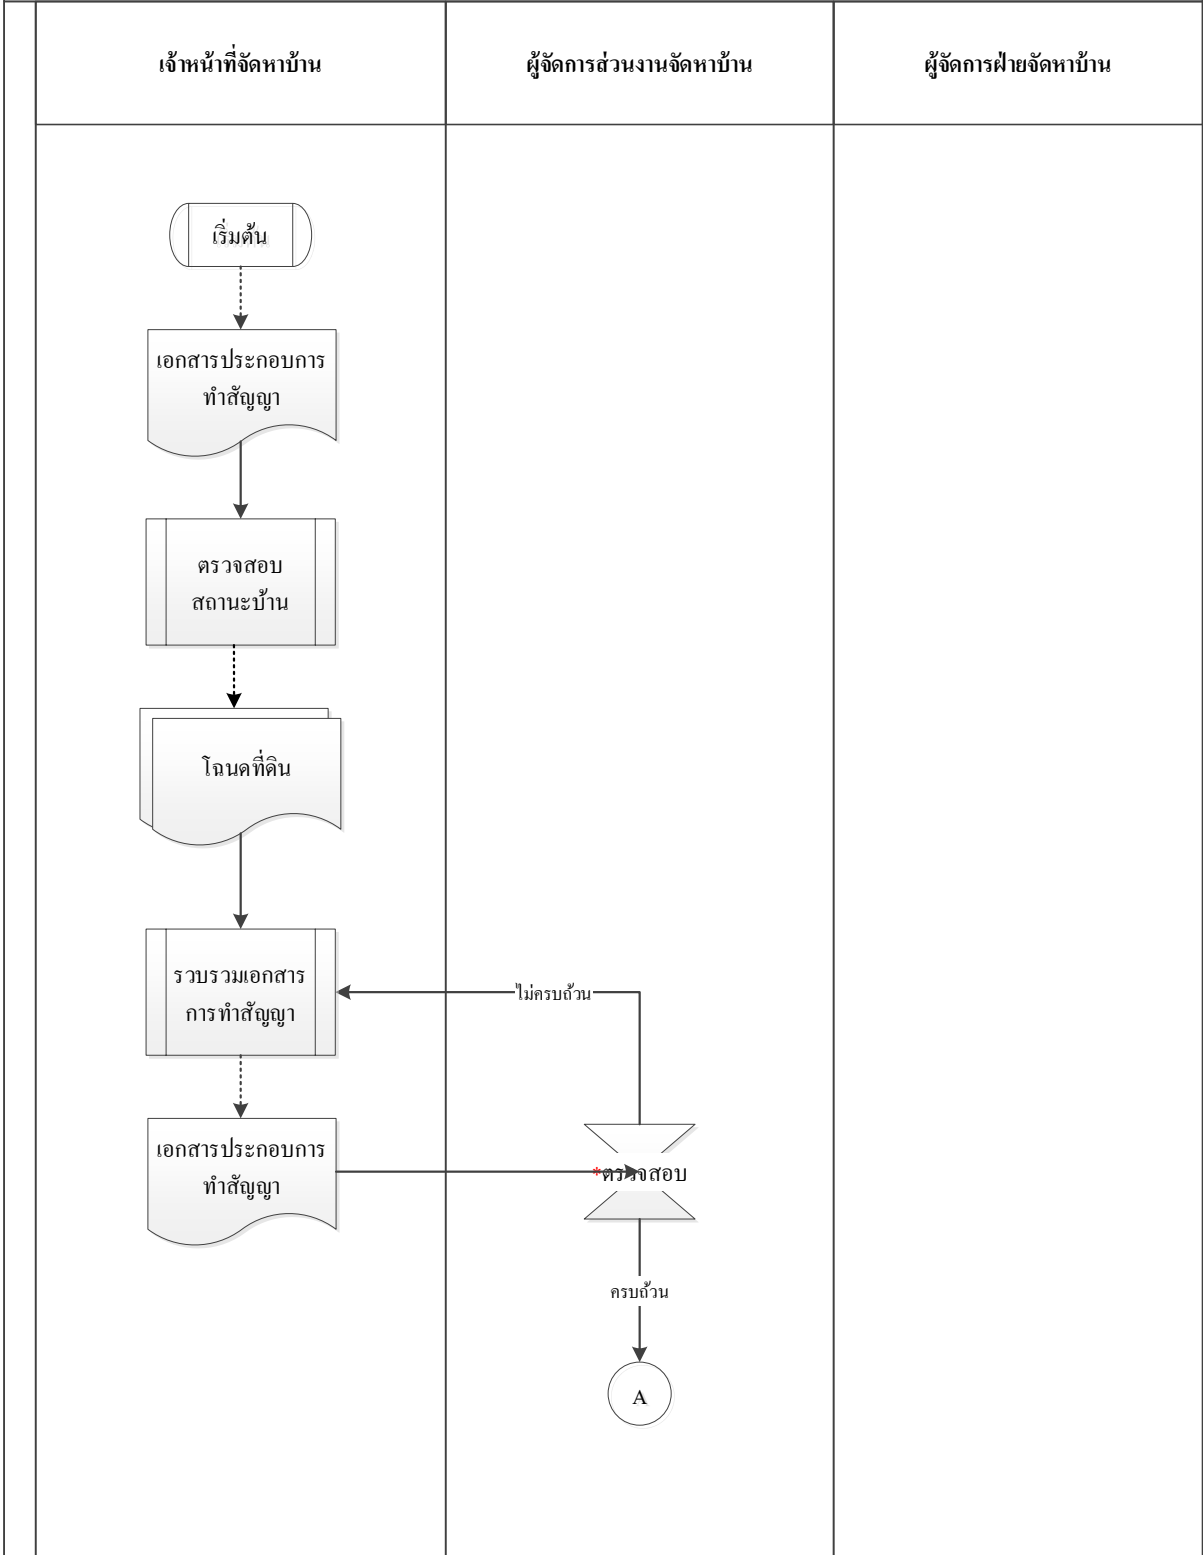 เจ้าหน้าที่จัดหาบ้าน
ผู้จัดการส่วนงานจัดหาบ้าน
ผู้จัดการฝ่ายจัดหาบ้าน
เริ่มต้น
เอกสารประกอบการ
ทำสัญญา
ตรวจสอบ
สถานะบ้าน
โฉนดที่ดิน
รวบรวมเอกสาร
การทำสัญญา
ไม่ครบถ้วน
เอกสารประกอบการ
ทำสัญญา
*ตรวจสอบ
ครบถ้วน
A